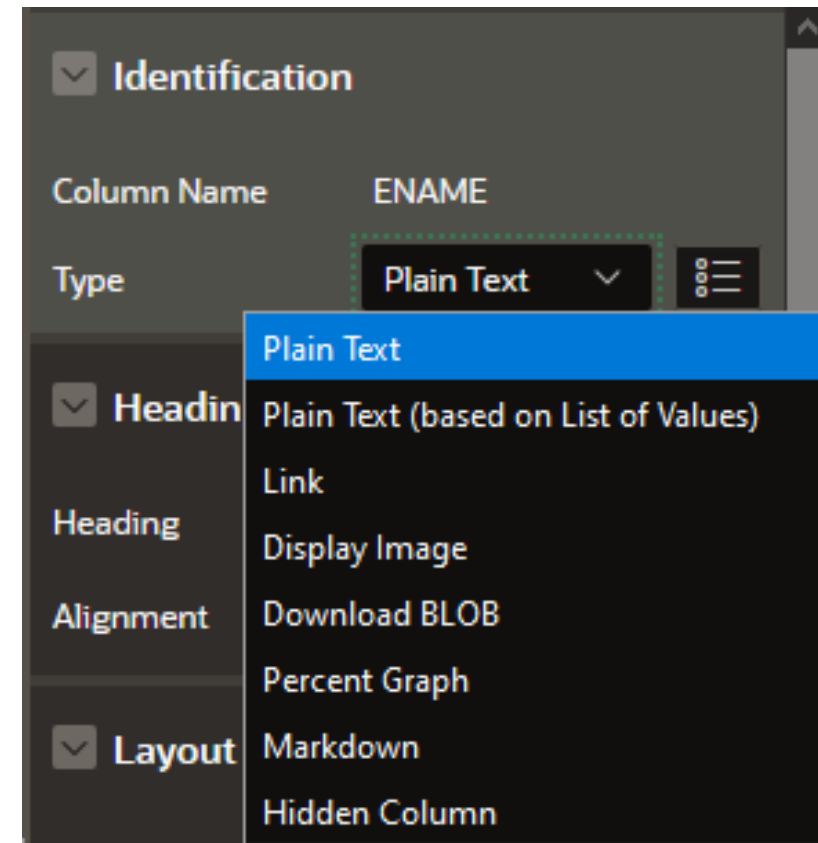 Identification
Column Name ENAME
Type Plain Text
Plain Text
Headin Plain Text (based on List of Values)
Link
Heading
Display Image
Alignment Download BLOB
Percent Graph
Layout Markdown
Hidden Column